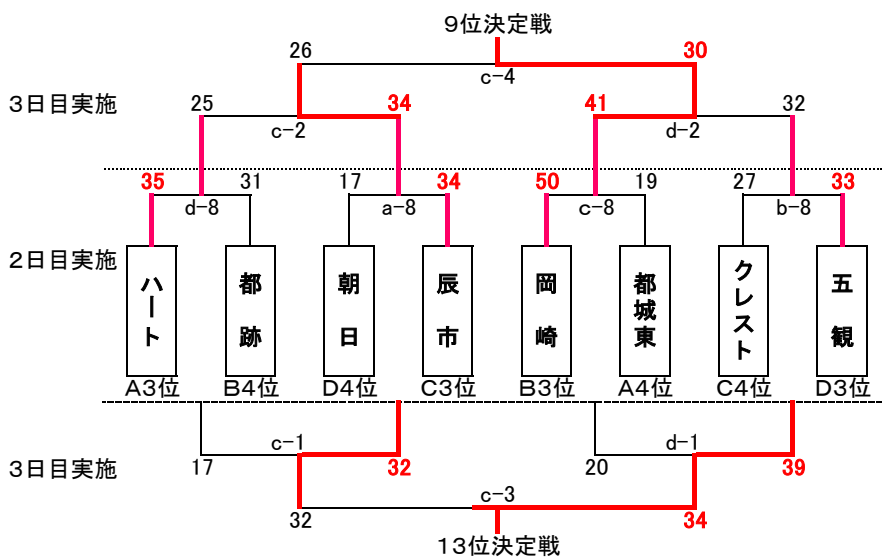 9位決定戦
26 30
c-4
3日目実施 25 34 41 32
c-2 d-2
35 31 17 34 50 19 27 33
d-8 a-8 c-8 b-8
2日目実施
ハート 都跡 朝日 辰市 岡崎 都城東 クレスト 五観
A3位 B4位 D4位 C3位 B3位 A4位 C4位 D3位
c-1 d-1
3日目実施 17 32 20 39
c-3
32 34
13位決定戦